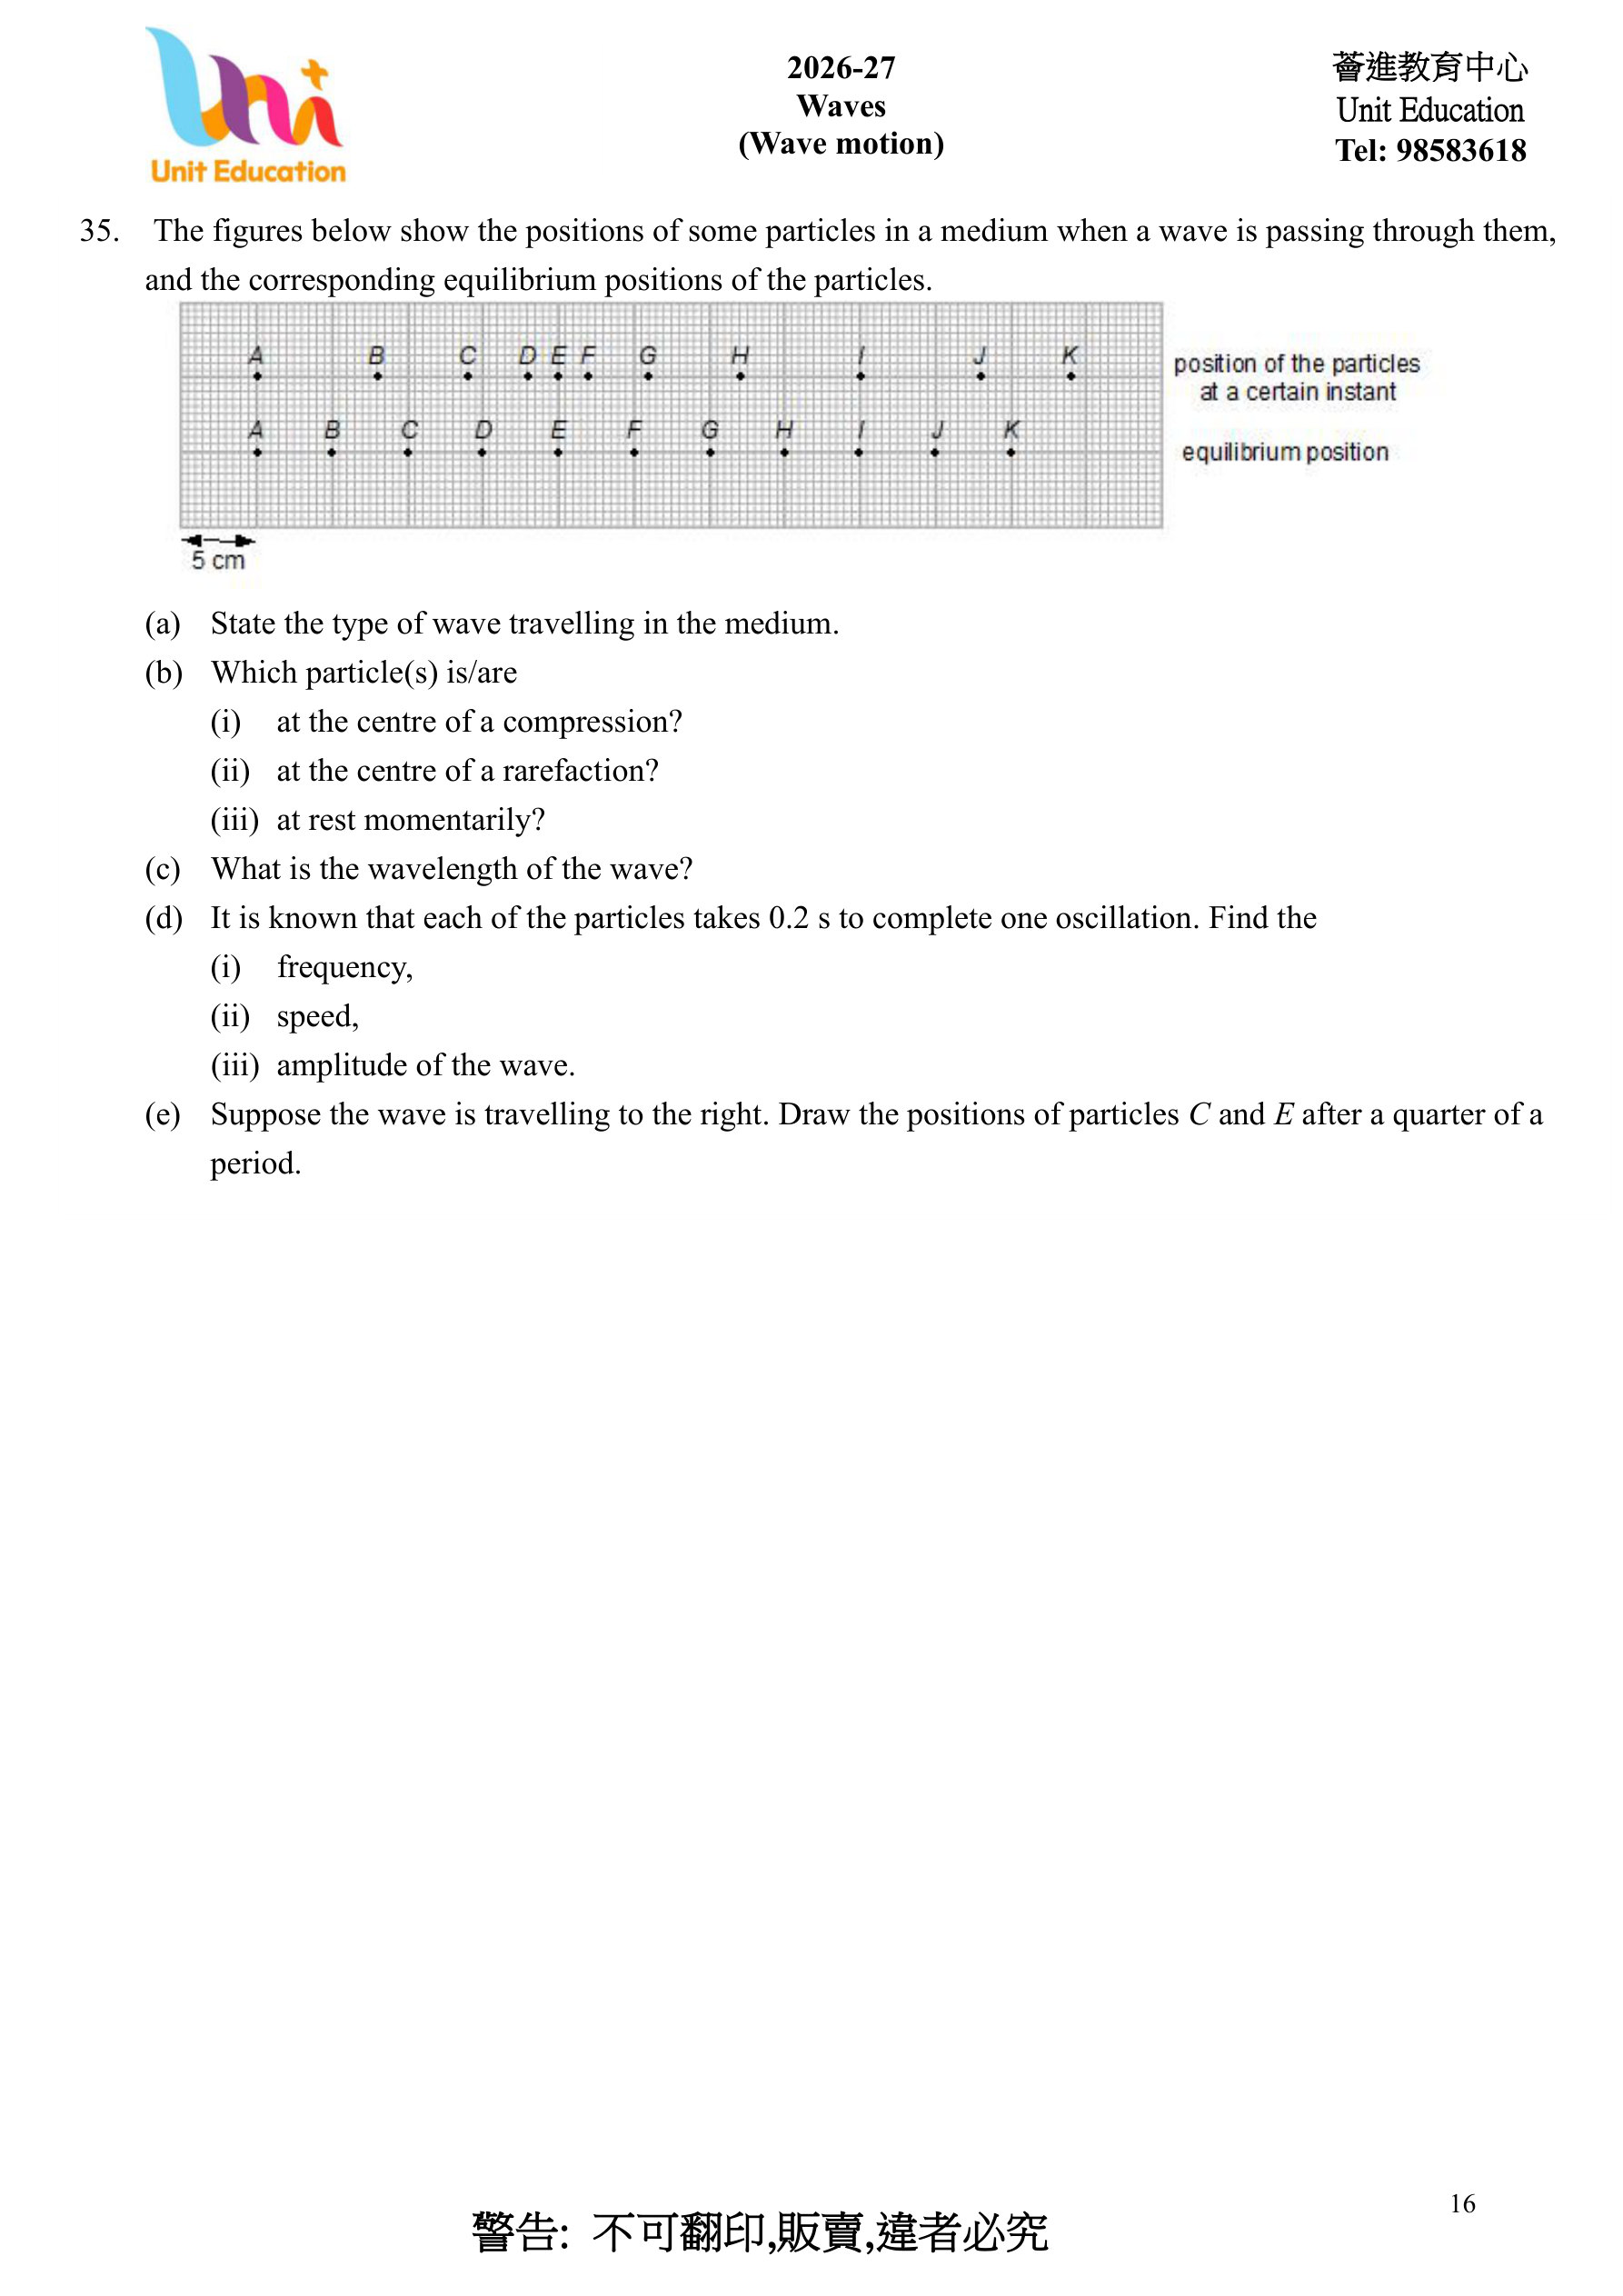 Unit Education
2026-27
Waves
(Wave motion)
薈進教育中心
Unit Education
Tel: 98583618
35. The figures below show the positions of some particles in a medium when a wave is passing through them,
and the corresponding equilibrium positions of the particles.
A B C D E F G H I J K
position of the particles
at a certain instant
A B C D E F G H I J K
equilibrium position
5 cm
(a) State the type of wave travelling in the medium.
(b) Which particle(s) is/are
(i) at the centre of a compression?
(ii) at the centre of a rarefaction?
(iii) at rest momentarily?
(c) What is the wavelength of the wave?
(d) It is known that each of the particles takes 0.2 s to complete one oscillation. Find the
(i) frequency,
(ii) speed,
(iii) amplitude of the wave.
(e) Suppose the wave is travelling to the right. Draw the positions of particles C and E after a quarter of a
period.
16
警告: 不可翻印,販賣,違者必究